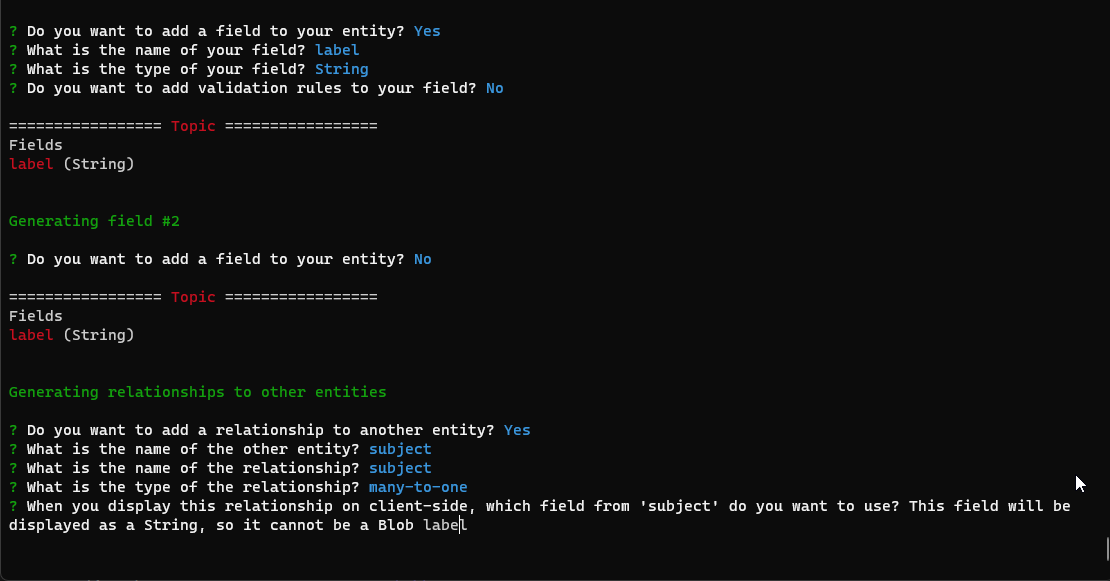 ? Do you want to add a field to your entity? Yes
? What is the name of your field? label
? What is the type of your field? String
? Do you want to add validation rules to your field? No
================= Topic =================
Fields
label (String)
Generating field #2
? Do you want to add a field to your entity? No
================= Topic =================
Fields
label (String)
Generating relationships to other entities
? Do you want to add a relationship to another entity? Yes
? What is the name of the other entity? subject
? What is the name of the relationship? subject
? What is the type of the relationship? many-to-one
? When you display this relationship on client-side, which field from 'subject' do you want to use? This field will be
displayed as a String, so it cannot be a Blob label